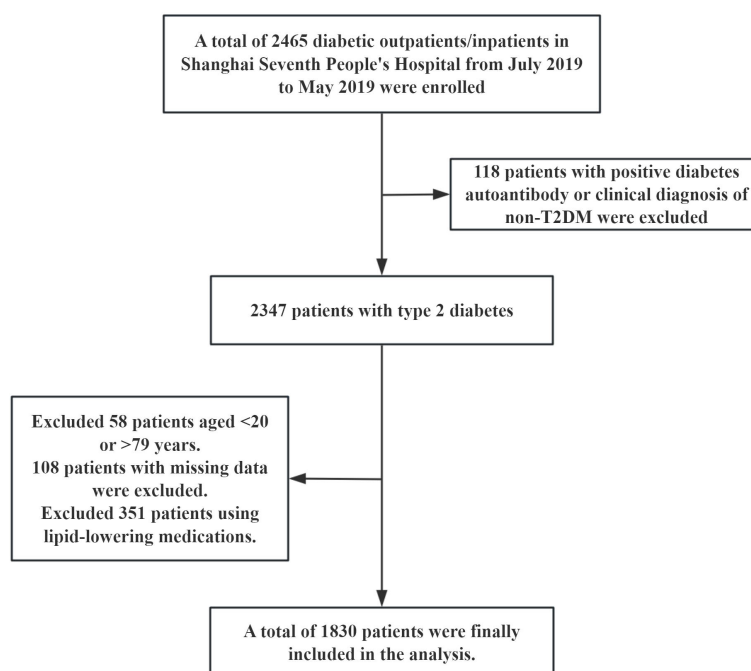 A total of 2465 diabetic outpatients/inpatients in
Shanghai Seventh People's Hospital from July 2019
to May 2019 were enrolled
118 patients with positive diabetes
autoantibody or clinical diagnosis of
non-T2DM were excluded
2347 patients with type 2 diabetes
Excluded 58 patients aged <20
or >79 years.
108 patients with missing data
were excluded.
Excluded 351 patients using
lipid-lowering medications.
A total of 1830 patients were finally
included in the analysis.